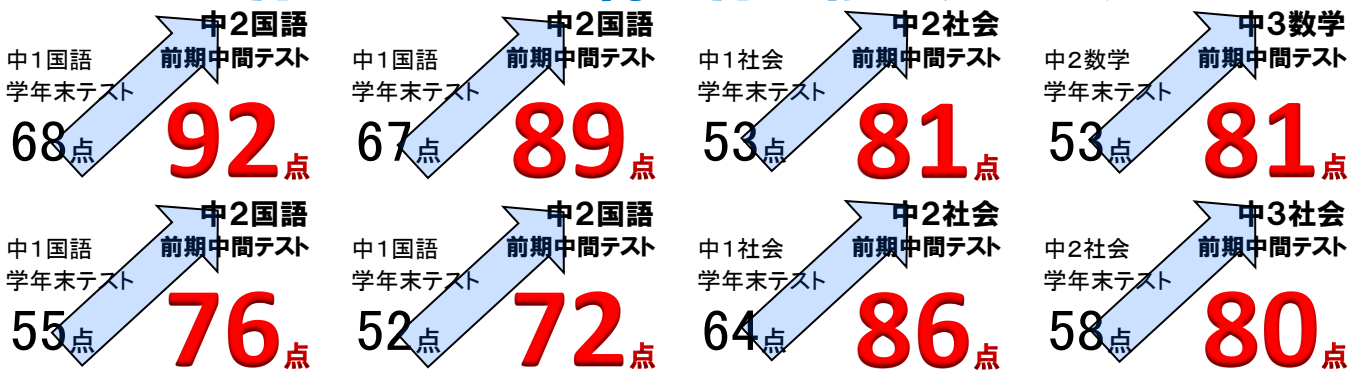 中2国語
前期中間テスト
中1国語
学年末テスト
68点
92点
中2国語
前期中間テスト
中1国語
学年末テスト
67点
89点
中2社会
前期中間テスト
中1社会
学年末テスト
53点
81点
中3数学
前期中間テスト
中2数学
学年末テスト
53点
81点
中2国語
前期中間テスト
中1国語
学年末テスト
55点
76点
中2国語
前期中間テスト
中1国語
学年末テスト
52点
72点
中2社会
前期中間テスト
中1社会
学年末テスト
64点
86点
中3社会
前期中間テスト
中2社会
学年末テスト
58点
80点